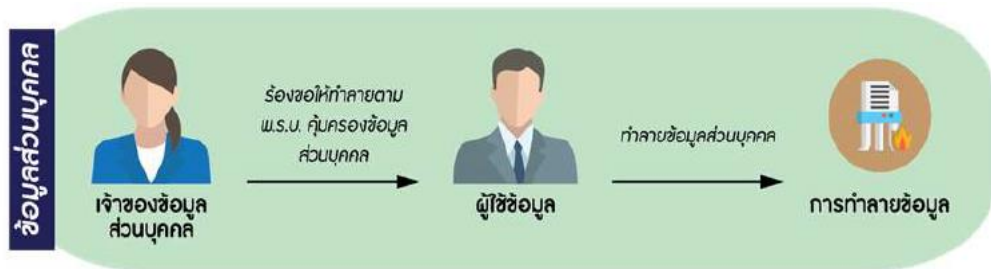 ข้อมูลส่วนบุคคล
ร้องขอให้ทำลายตาม
พ.ร.บ. คุ้มครองข้อมูล
ส่วนบุคคล
ทำลายข้อมูลส่วนบุคคล
เจ้าของข้อมูล
ส่วนบุคคล
ผู้ใช้ข้อมูล
การทำลายข้อมูล